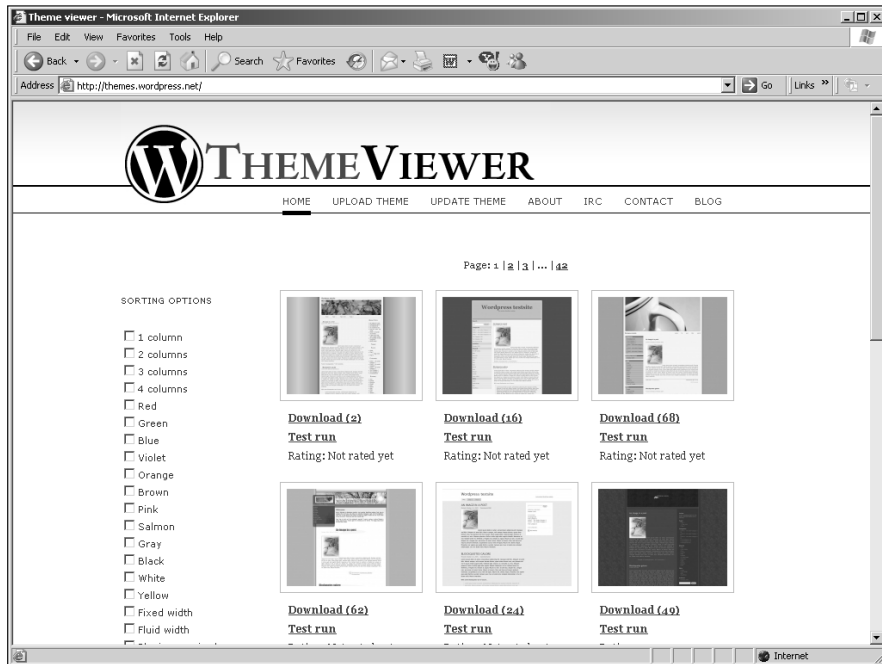 Theme viewer - Microsoft Internet Explorer
File Edit View Favorites Tools Help
Back Search Favorites
Address http://themes.wordpress.net/ Go Links »
THEMEVIEWER
HOME UPLOAD THEME UPDATE THEME ABOUT IRC CONTACT BLOG
Page: 1 | 2 | 3 | ... | 42
SORTING OPTIONS
1 column
2 columns
3 columns
4 columns
Red
Green
Blue
Violet
Orange
Brown
Pink
Salmon
Gray
Black
White
Yellow
Fixed width
Fluid width
Wordpress testsite
Download (2) Download (16) Download (68)
Test run Test run Test run
Rating: Not rated yet Rating: Not rated yet Rating: Not rated yet
Wordpress testsite
Download (62) Download (24) Download (49)
Test run Test run Test run
Internet